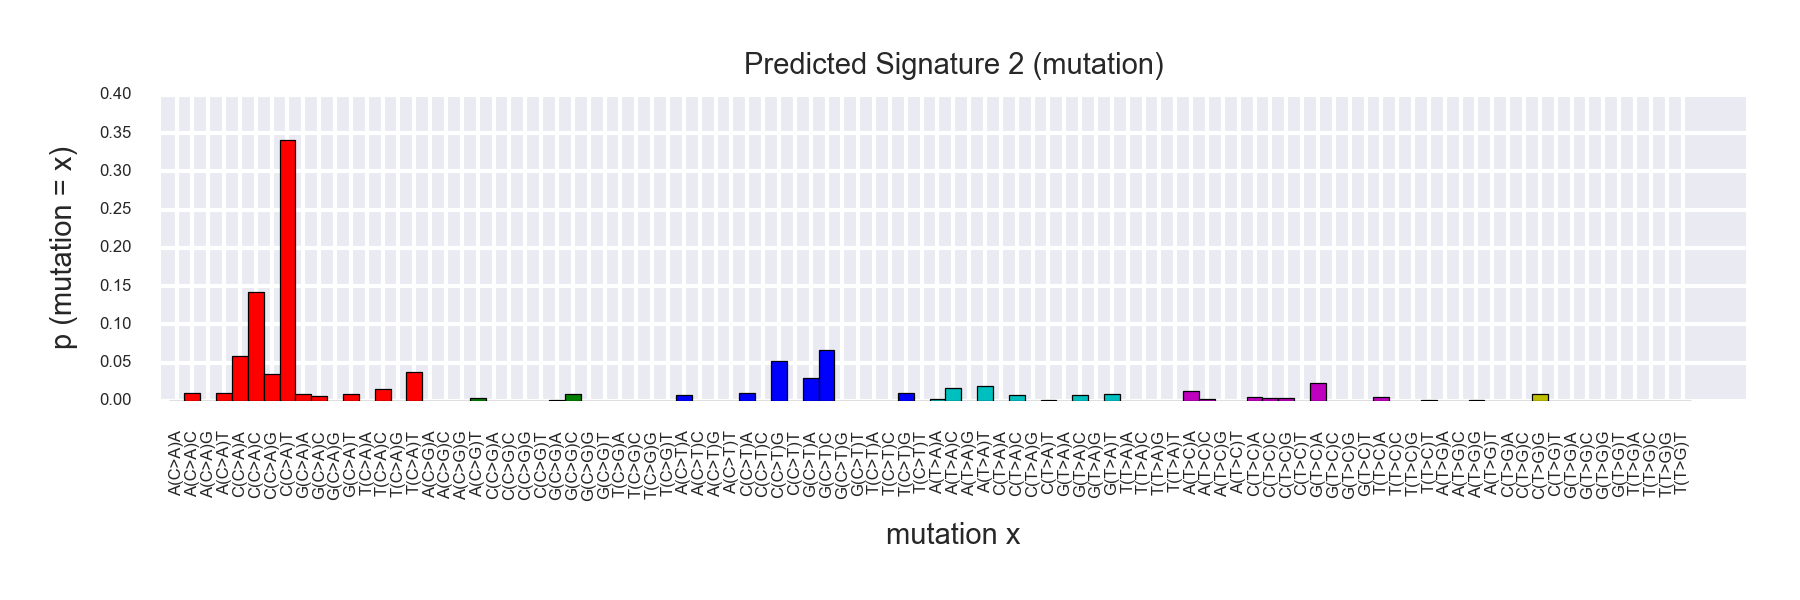 Predicted Signature 2 (mutation)
0.40
0.35
0.30
0.25
0.20
0.15
0.10
0.05
0.00
p (mutation = x)
A(C>A)A
A(C>A)C
A(C>A)G
A(C>A)T
C(C>A)A
C(C>A)C
C(C>A)G
C(C>A)T
G(C>A)A
G(C>A)C
G(C>A)G
G(C>A)T
T(C>A)A
T(C>A)C
T(C>A)G
T(C>A)T
A(C>G)A
A(C>G)C
A(C>G)G
A(C>G)T
C(C>G)A
C(C>G)C
C(C>G)G
C(C>G)T
G(C>G)A
G(C>G)C
G(C>G)G
G(C>G)T
T(C>G)A
T(C>G)C
T(C>G)G
T(C>G)T
A(C>T)A
A(C>T)C
A(C>T)G
A(C>T)T
C(C>T)A
C(C>T)C
C(C>T)G
C(C>T)T
G(C>T)A
G(C>T)C
G(C>T)G
G(C>T)T
T(C>T)A
T(C>T)C
T(C>T)G
T(C>T)T
A(T>A)A
A(T>A)C
A(T>A)G
A(T>A)T
C(T>A)A
C(T>A)C
C(T>A)G
C(T>A)T
G(T>A)A
G(T>A)C
G(T>A)G
G(T>A)T
T(T>A)A
T(T>A)C
T(T>A)G
T(T>A)T
A(T>C)A
A(T>C)C
A(T>C)G
A(T>C)T
C(T>C)A
C(T>C)C
C(T>C)G
C(T>C)T
G(T>C)A
G(T>C)C
G(T>C)G
G(T>C)T
T(T>C)A
T(T>C)C
T(T>C)G
T(T>C)T
A(T>G)A
A(T>G)C
A(T>G)G
A(T>G)T
C(T>G)A
C(T>G)C
C(T>G)G
C(T>G)T
G(T>G)A
G(T>G)C
G(T>G)G
G(T>G)T
T(T>G)A
T(T>G)C
T(T>G)G
T(T>G)T
mutation x